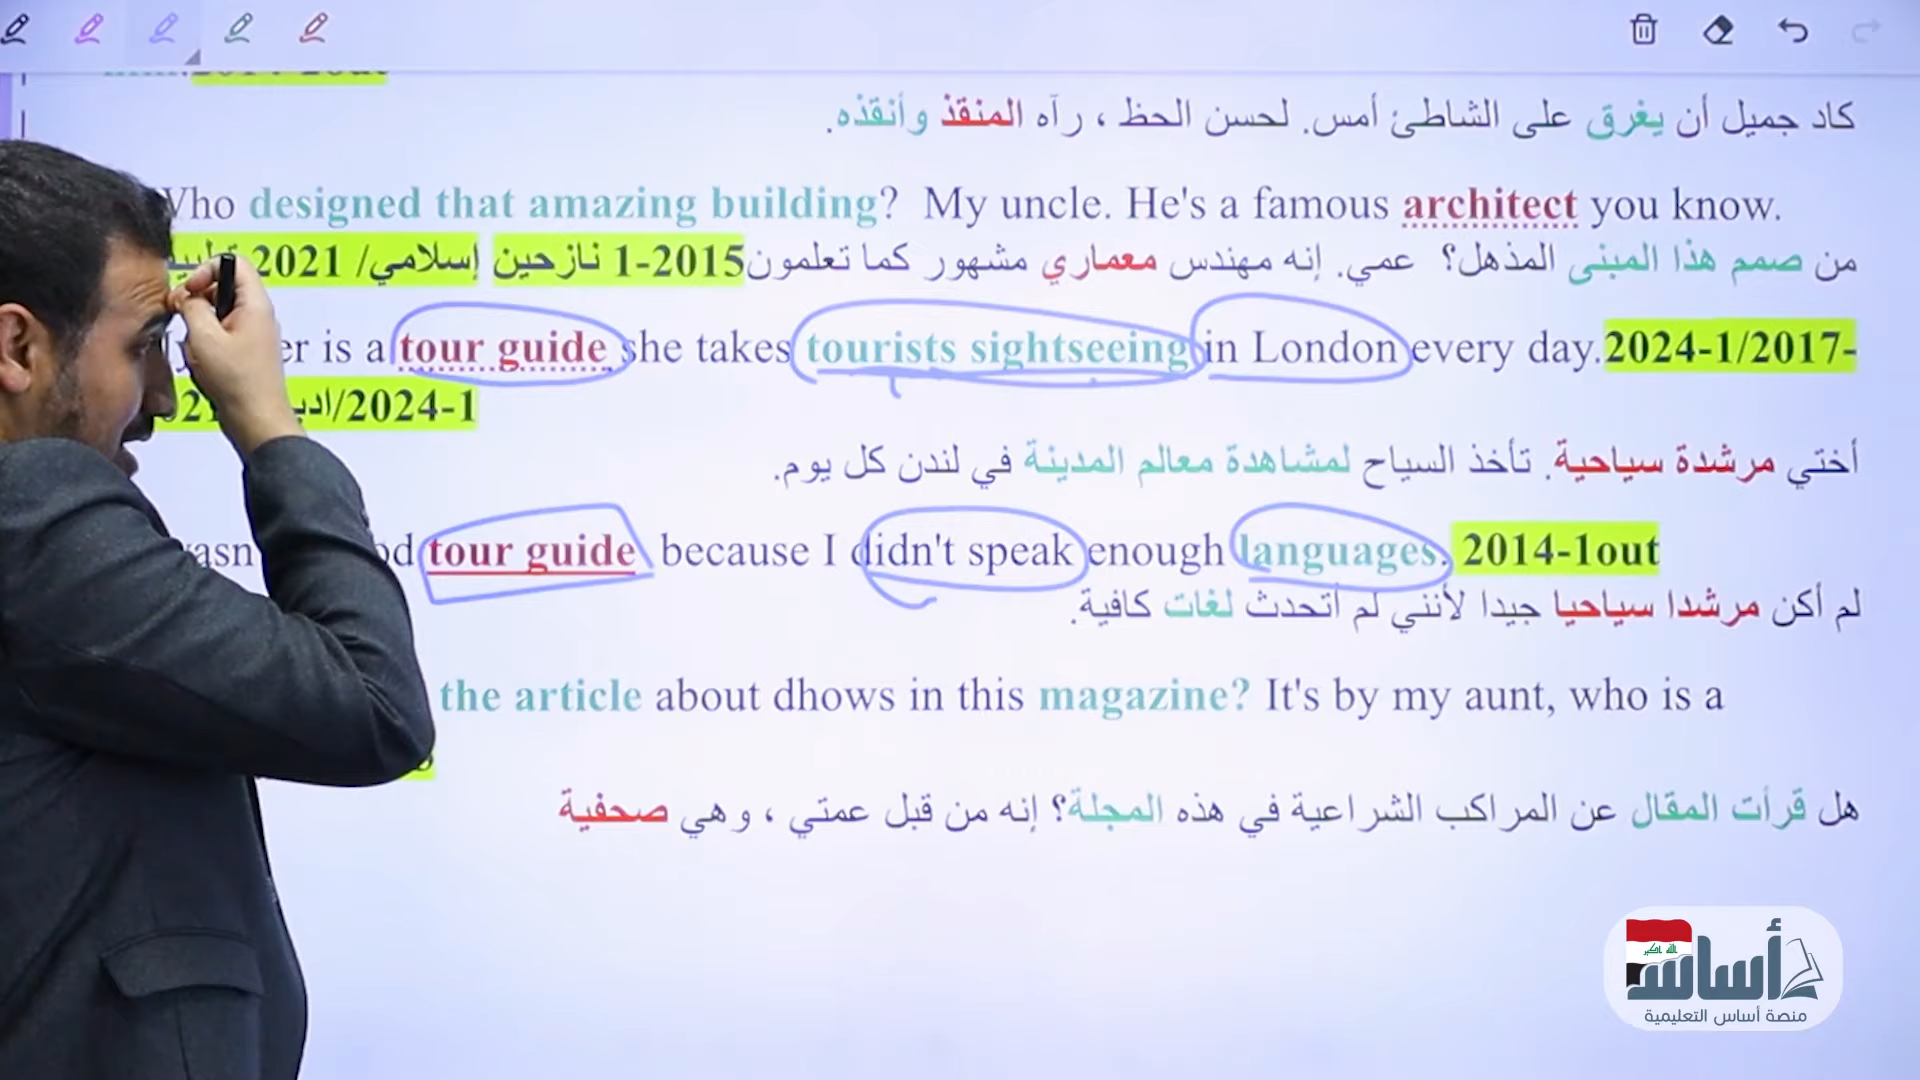 كاد جميل أن يغرق على الشاطئ أمس. لحسن الحظ ، رآه المنقذ وأنقذه.
Who designed that amazing building? My uncle. He's a famous architect you know.
من صمم هذا المبنى المذهل؟ عمي. إنه مهندس معماري مشهور كما تعلمون 2015-1 نازحين إسلامي/ 2021
er is a tour guide she takes tourists sightseeing in London every day. 2024-1/2017-
2024-1/
أختي مرشدة سياحية. تأخذ السياح لمشاهدة معالم المدينة في لندن كل يوم.
tour guide because I didn't speak enough languages. 2014-1out
لم أكن مرشدا سياحيا جيدا لأنني لم أتحدث لغات كافية.
the article about dhows in this magazine? It's by my aunt, who is a
هل قرأت المقال عن المراكب الشراعية في هذه المجلة؟ إنه من قبل عمتي ، وهي صحفية
أساس
منصة أساس التعليمية